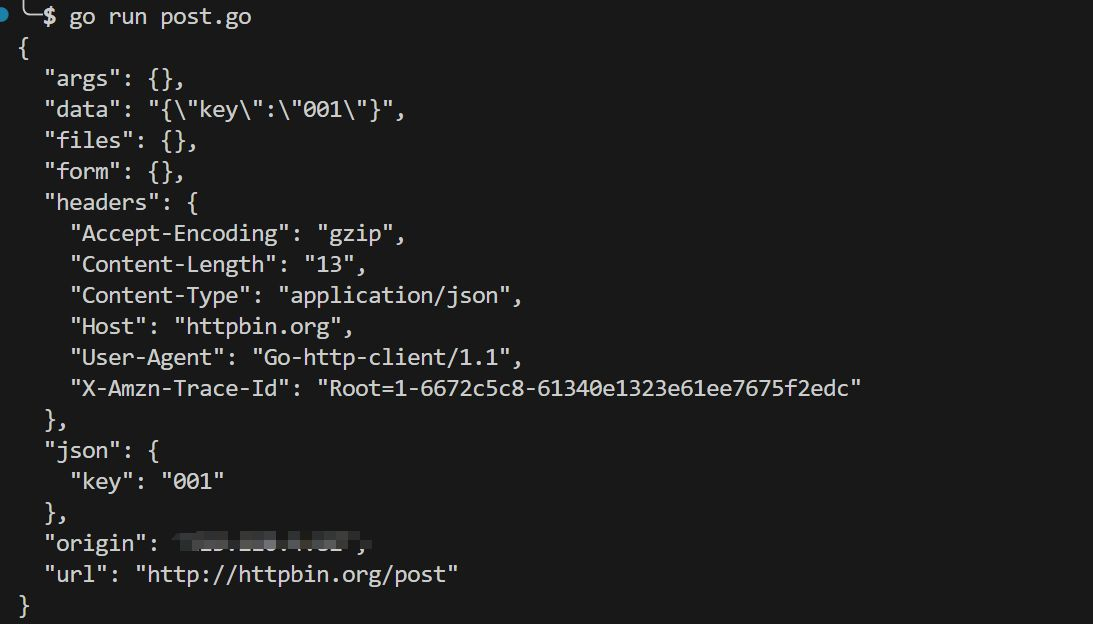 $ go run post.go
{
  "args": {},
  "data": "{\"key\":\"001\"}",
  "files": {},
  "form": {},
  "headers": {
    "Accept-Encoding": "gzip",
    "Content-Length": "13",
    "Content-Type": "application/json",
    "Host": "httpbin.org",
    "User-Agent": "Go-http-client/1.1",
    "X-Amzn-Trace-Id": "Root=1-6672c5c8-61340e1323e61ee7675f2edc"
  },
  "json": {
    "key": "001"
  },
  "origin": ,
  "url": "http://httpbin.org/post"
}